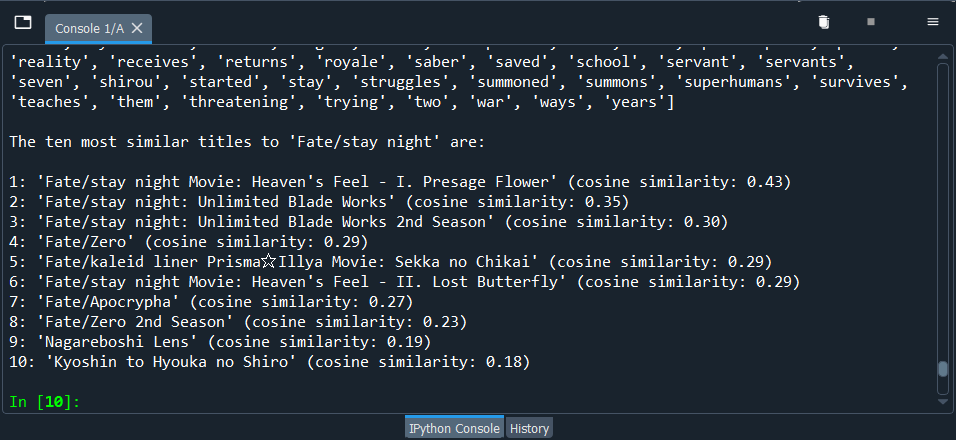 Console 1/A
'reality', 'receives', 'returns', 'royale', 'saber', 'saved', 'school', 'servant', 'servants',
'seven', 'shirou', 'started', 'stay', 'struggles', 'summoned', 'summons', 'superhumans', 'survives',
'teaches', 'them', 'threatening', 'trying', 'two', 'war', 'ways', 'years']
The ten most similar titles to 'Fate/stay night' are:
1: 'Fate/stay night Movie: Heaven's Feel - I. Presage Flower' (cosine similarity: 0.43)
2: 'Fate/stay night: Unlimited Blade Works' (cosine similarity: 0.35)
3: 'Fate/stay night: Unlimited Blade Works 2nd Season' (cosine similarity: 0.30)
4: 'Fate/Zero' (cosine similarity: 0.29)
5: 'Fate/kaleid liner Prisma☆Illya Movie: Sekka no Chikai' (cosine similarity: 0.29)
6: 'Fate/stay night Movie: Heaven's Feel - II. Lost Butterfly' (cosine similarity: 0.29)
7: 'Fate/Apocrypha' (cosine similarity: 0.27)
8: 'Fate/Zero 2nd Season' (cosine similarity: 0.23)
9: 'Nagareboshi Lens' (cosine similarity: 0.19)
10: 'Kyoshin to Hyouka no Shiro' (cosine similarity: 0.18)
In [10]:
IPython Console History